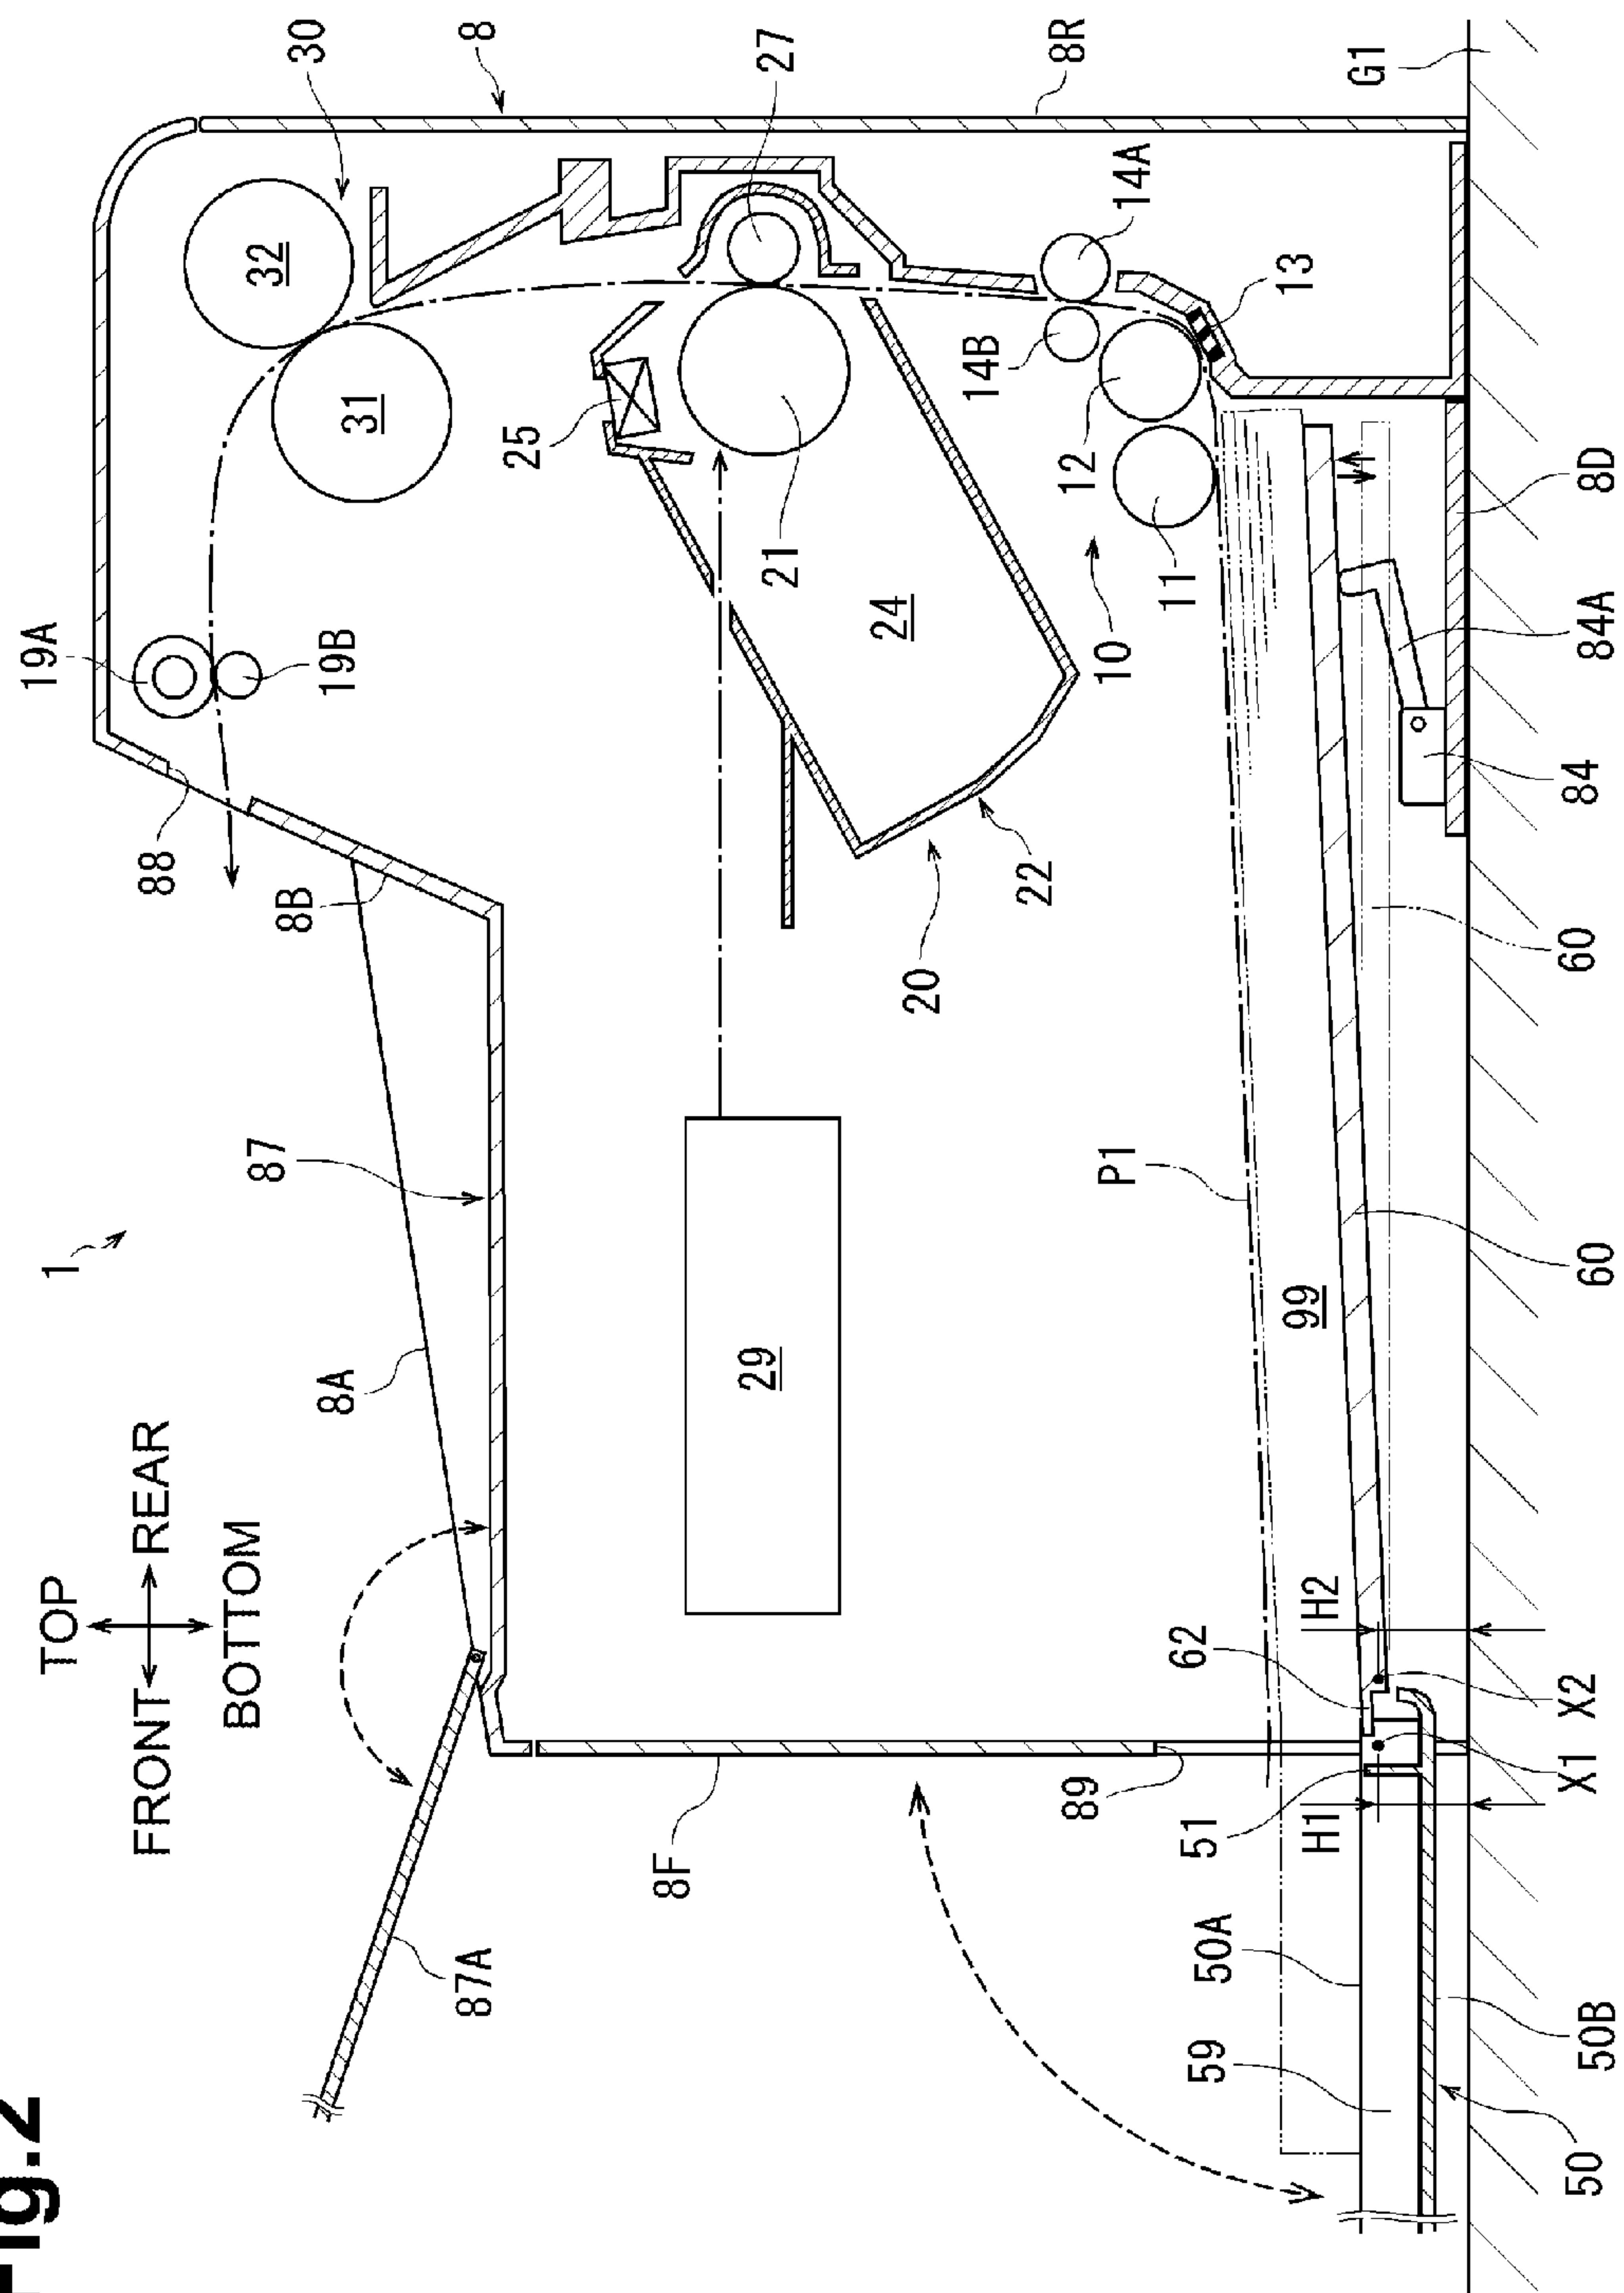 Fig.2
TOP
FRONT
REAR
BOTTOM
1
87
8A
87A
8B
88
19A
19B
30
32
31
8
27
8R
G1
25
21
14A
14B
13
12
11
10
24
22
20
29
8F
89
P1
99
8D
84A
84
60
60
62
H2
X2
X1
H1
51
50A
59
50B
50